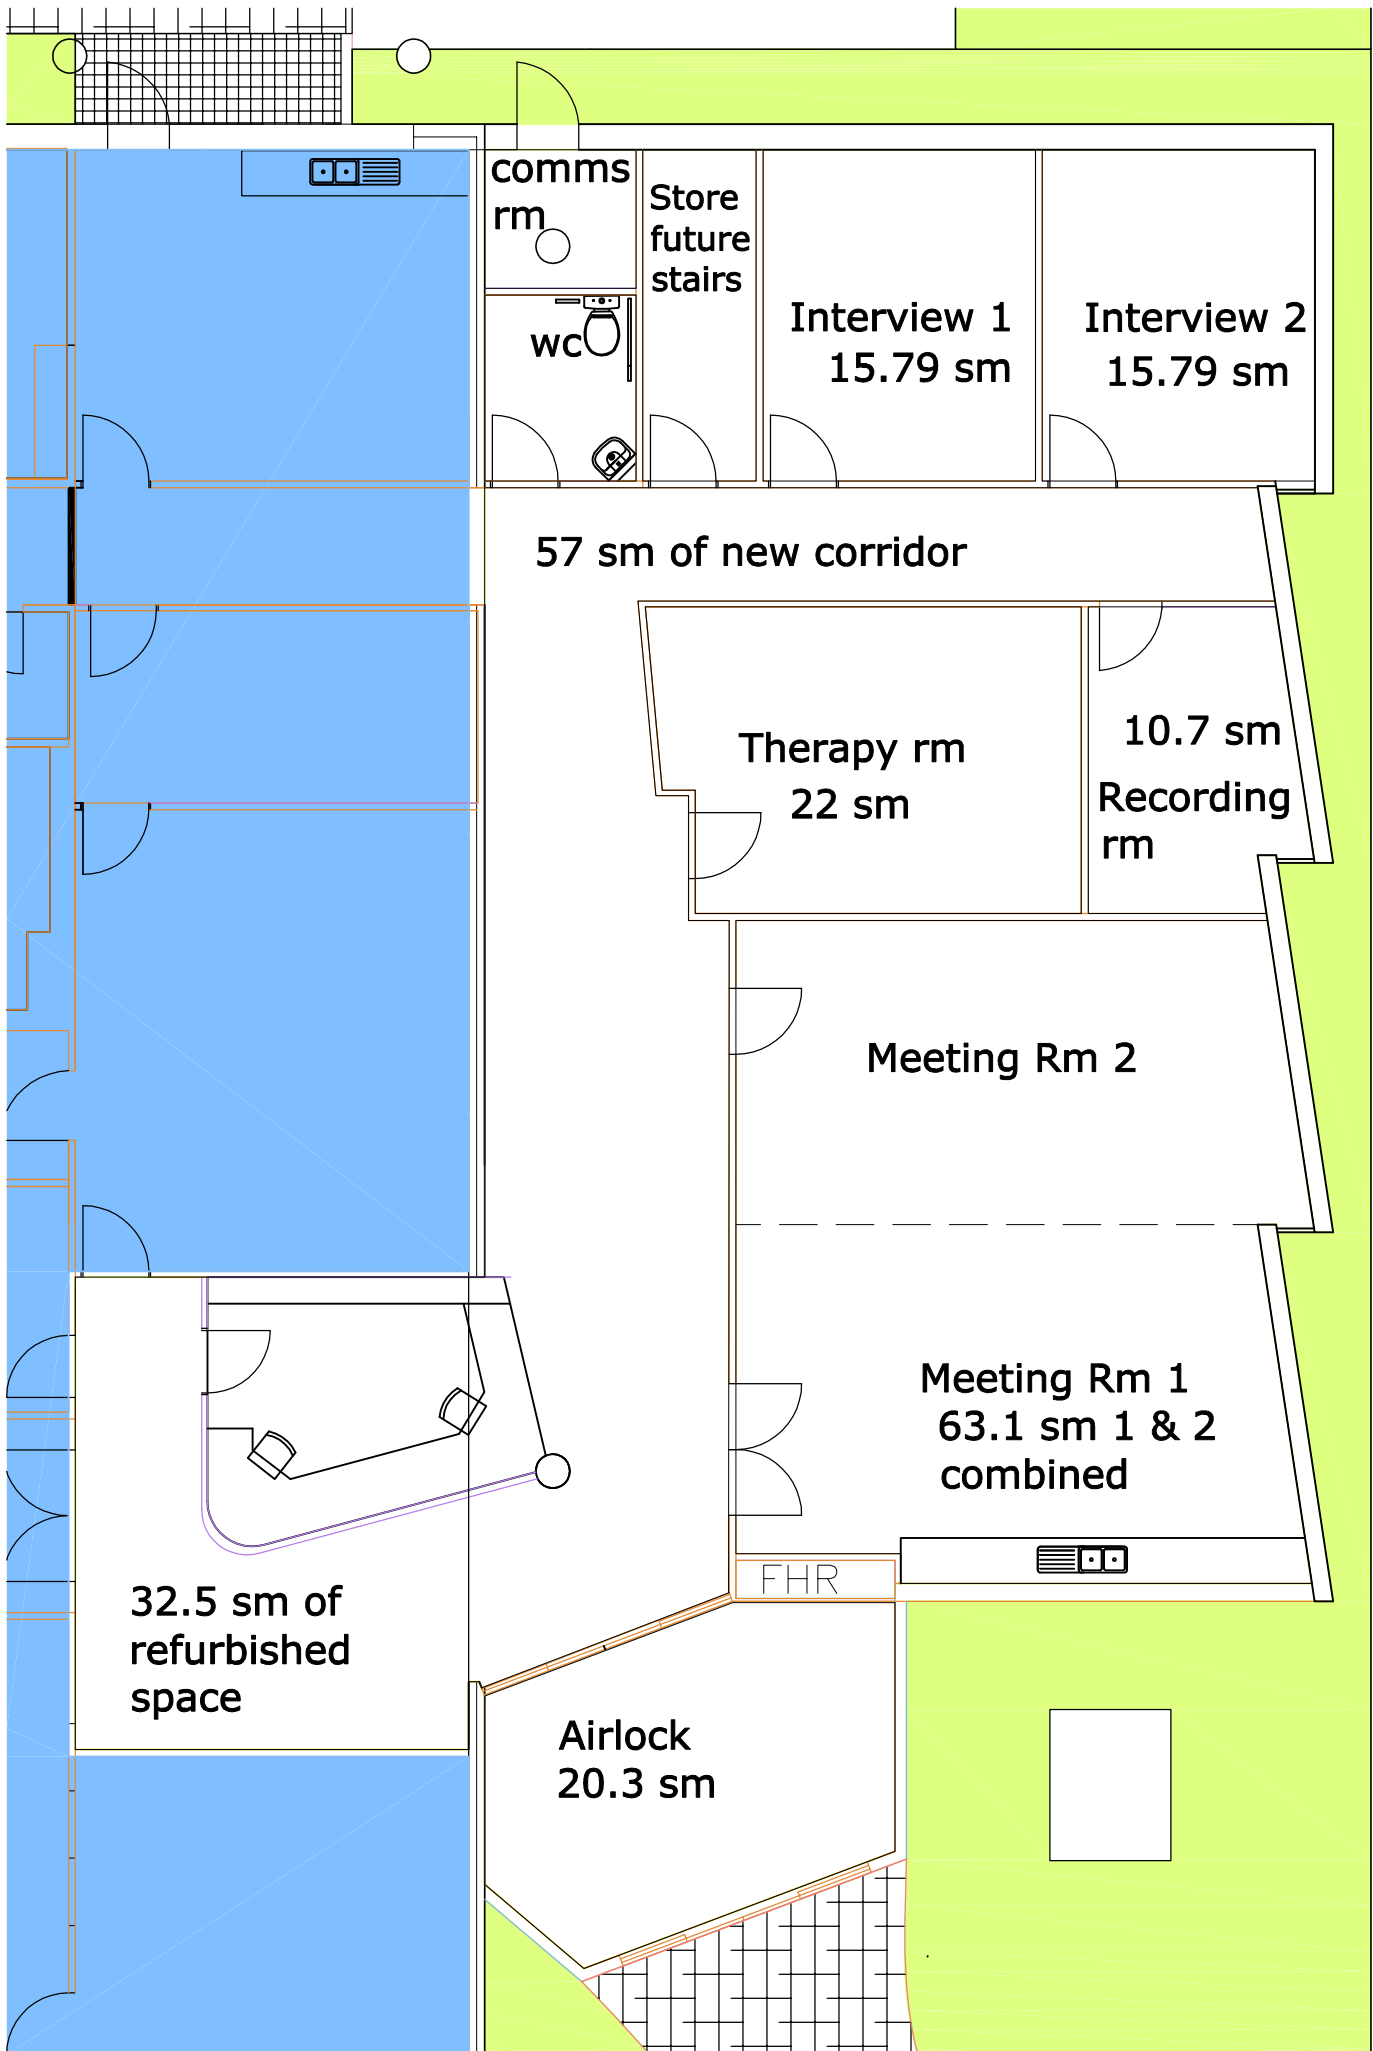 comms
rm
Store
future
stairs
wc
Interview 1
15.79 sm
Interview 2
15.79 sm
57 sm of new corridor
Therapy rm
22 sm
10.7 sm
Recording
rm
Meeting Rm 2
Meeting Rm 1
63.1 sm 1 & 2
combined
FHR
32.5 sm of
refurbished
space
Airlock
20.3 sm